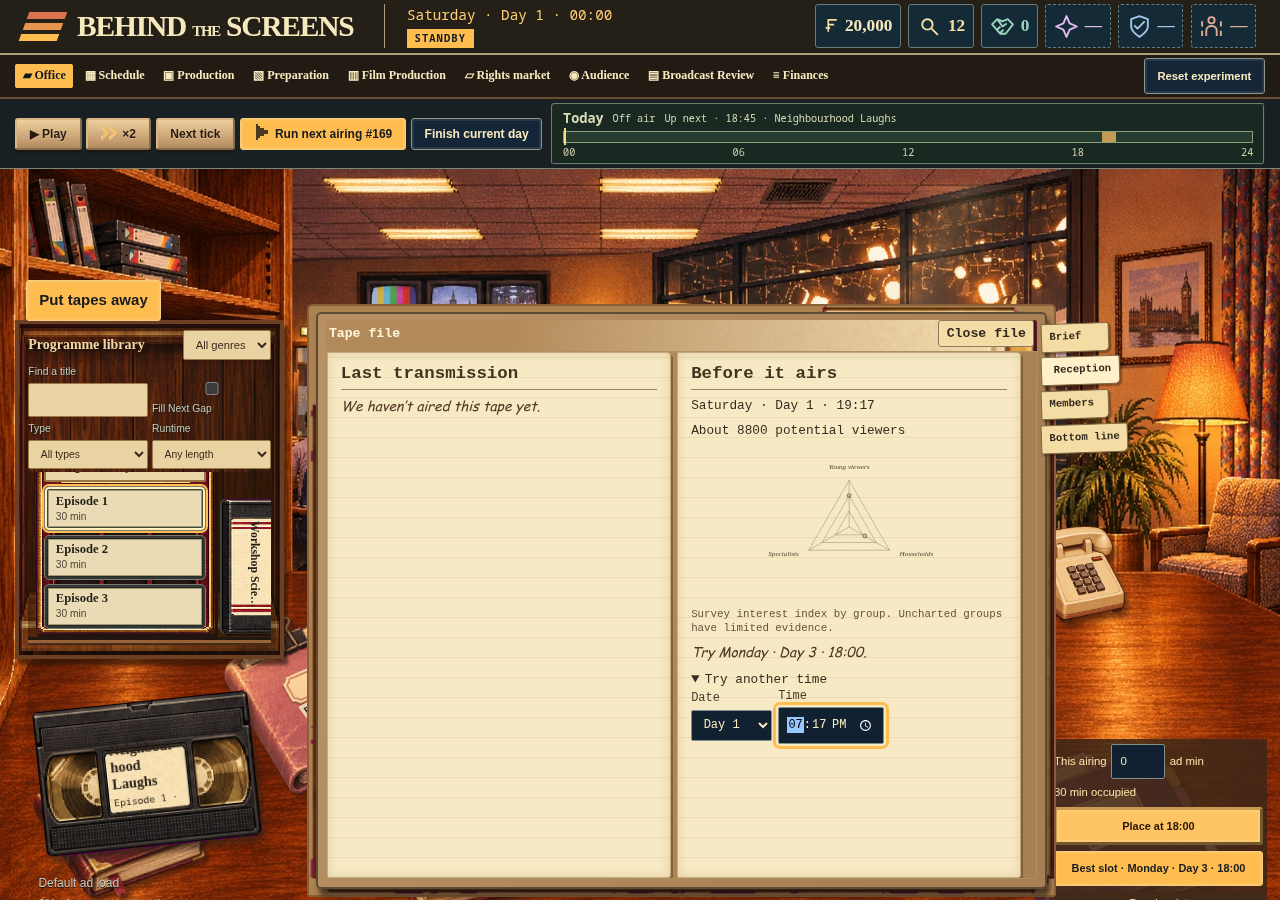 BEHIND THE SCREENS
Saturday · Day 1 · 00:00
STANDBY
20,000
12
0
—
—
—
Office
Schedule
Production
Preparation
Film Production
Rights market
Audience
Broadcast Review
Finances
Reset experiment
Play
×2
Next tick
Run next airing #169
Finish current day
Today Off air Up next · 18:45 · Neighbourhood Laughs
00 06 12 18 24
Put tapes away
Programme library
All genres
Find a title
Fill Next Gap
Type
Runtime
All types
Any length
Episode 1
30 min
Episode 2
30 min
Episode 3
30 min
Workshop Scie..
hood
Laughs
Episode 1 ·
Default ad load
Tape file
Close file
Last transmission
We haven't aired this tape yet.
Before it airs
Saturday · Day 1 · 19:17
About 8800 potential viewers
Young viewers
Specialists
Households
Survey interest index by group. Uncharted groups
have limited evidence.
Try Monday · Day 3 · 18:00.
▼ Try another time
Date
Time
Day 1
07:17 PM
Brief
Reception
Members
Bottom line
This airing 0 ad min
30 min occupied
Place at 18:00
Best slot · Monday · Day 3 · 18:00